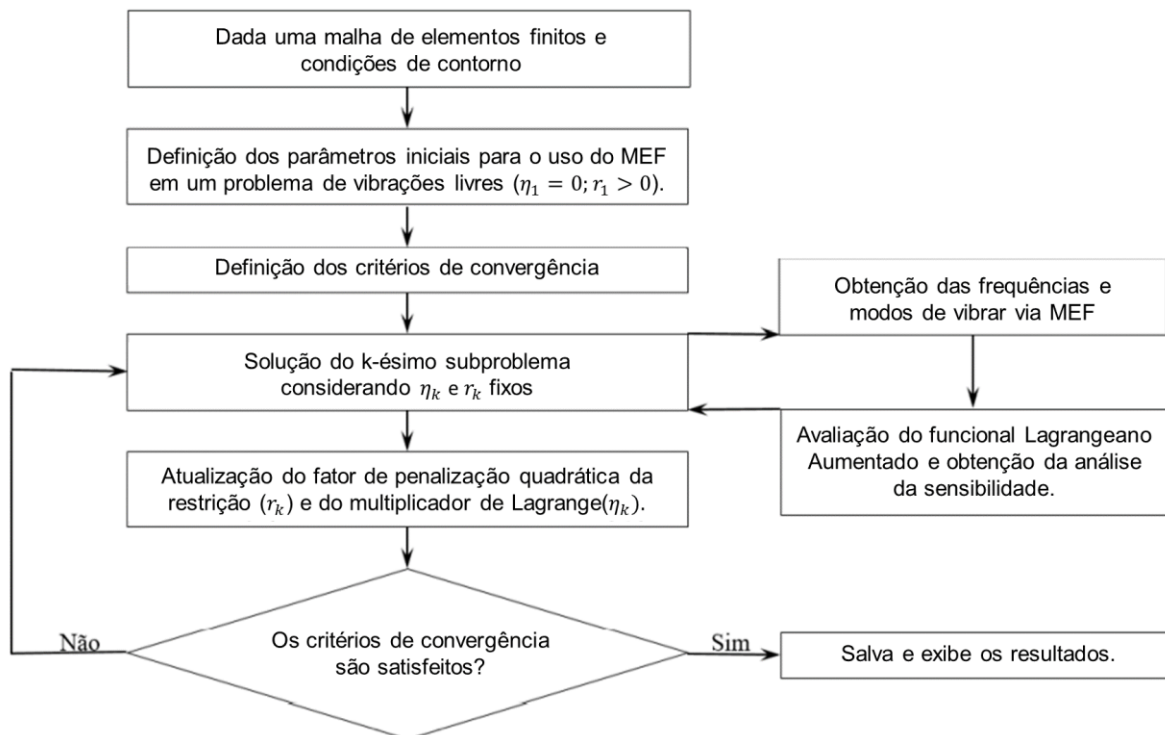 Dada uma malha de elementos finitos e
condições de contorno
Definição dos parâmetros iniciais para o uso do MEF
em um problema de vibrações livres (η₁ = 0; r₁ > 0).
Definição dos critérios de convergência
Solução do k-ésimo subproblema
considerando ηₖ e rₖ fixos
Obtenção das frequências e
modos de vibrar via MEF
Avaliação do funcional Lagrangeano
Aumentado e obtenção da análise
da sensibilidade.
Atualização do fator de penalização quadrática da
restrição (rₖ) e do multiplicador de Lagrange(ηₖ).
Os critérios de convergência
são satisfeitos?
Não
Sim
Salva e exibe os resultados.